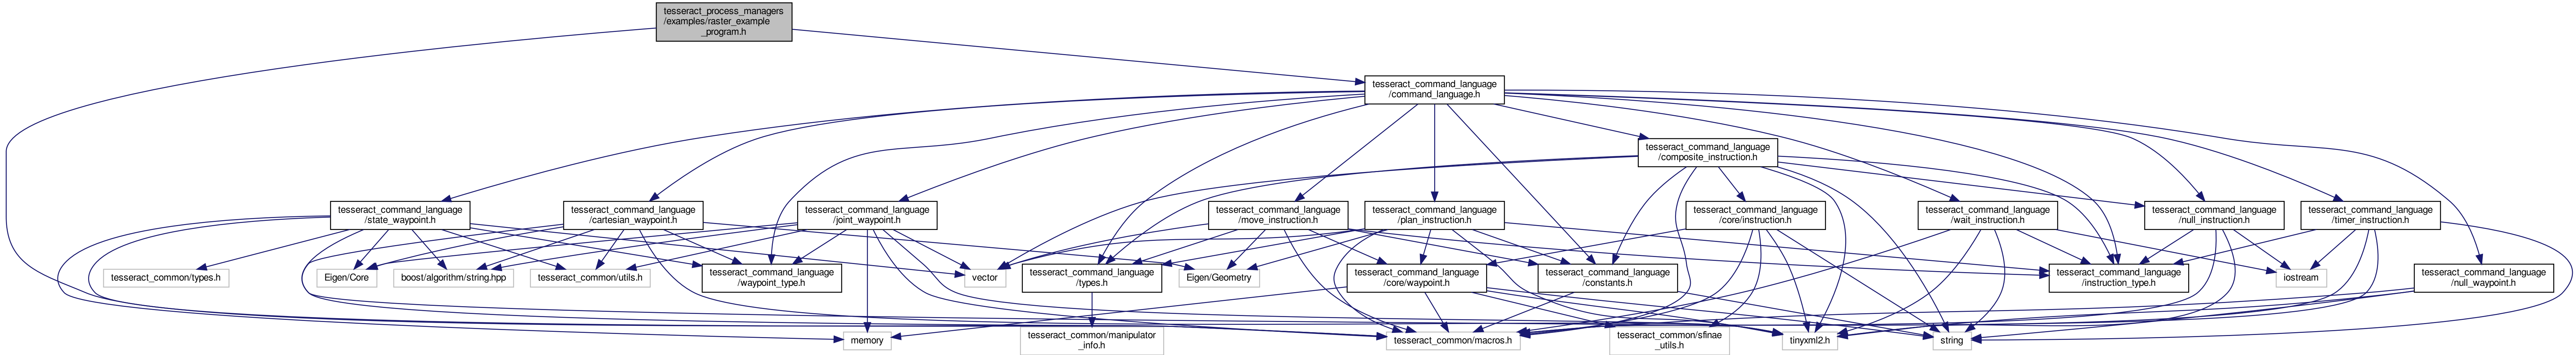 tesseract_process_managers
/examples/raster_example
_program.h
tesseract_command_language
/command_language.h
tesseract_command_language
/composite_instruction.h
tesseract_command_language
/state_waypoint.h
tesseract_command_language
/cartesian_waypoint.h
tesseract_command_language
/joint_waypoint.h
tesseract_command_language
/move_instruction.h
tesseract_command_language
/plan_instruction.h
tesseract_command_language
/core/instruction.h
tesseract_command_language
/wait_instruction.h
tesseract_command_language
/null_instruction.h
tesseract_command_language
/timer_instruction.h
tesseract_common/types.h
Eigen/Core
boost/algorithm/string.hpp
tesseract_common/utils.h
tesseract_command_language
/waypoint_type.h
vector
tesseract_command_language
/types.h
Eigen/Geometry
tesseract_command_language
/core/waypoint.h
tesseract_command_language
/constants.h
tesseract_command_language
/instruction_type.h
iostream
tesseract_command_language
/null_waypoint.h
memory
tesseract_common/manipulator
_info.h
tesseract_common/macros.h
tesseract_common/sfinae
_utils.h
tinyxml2.h
string